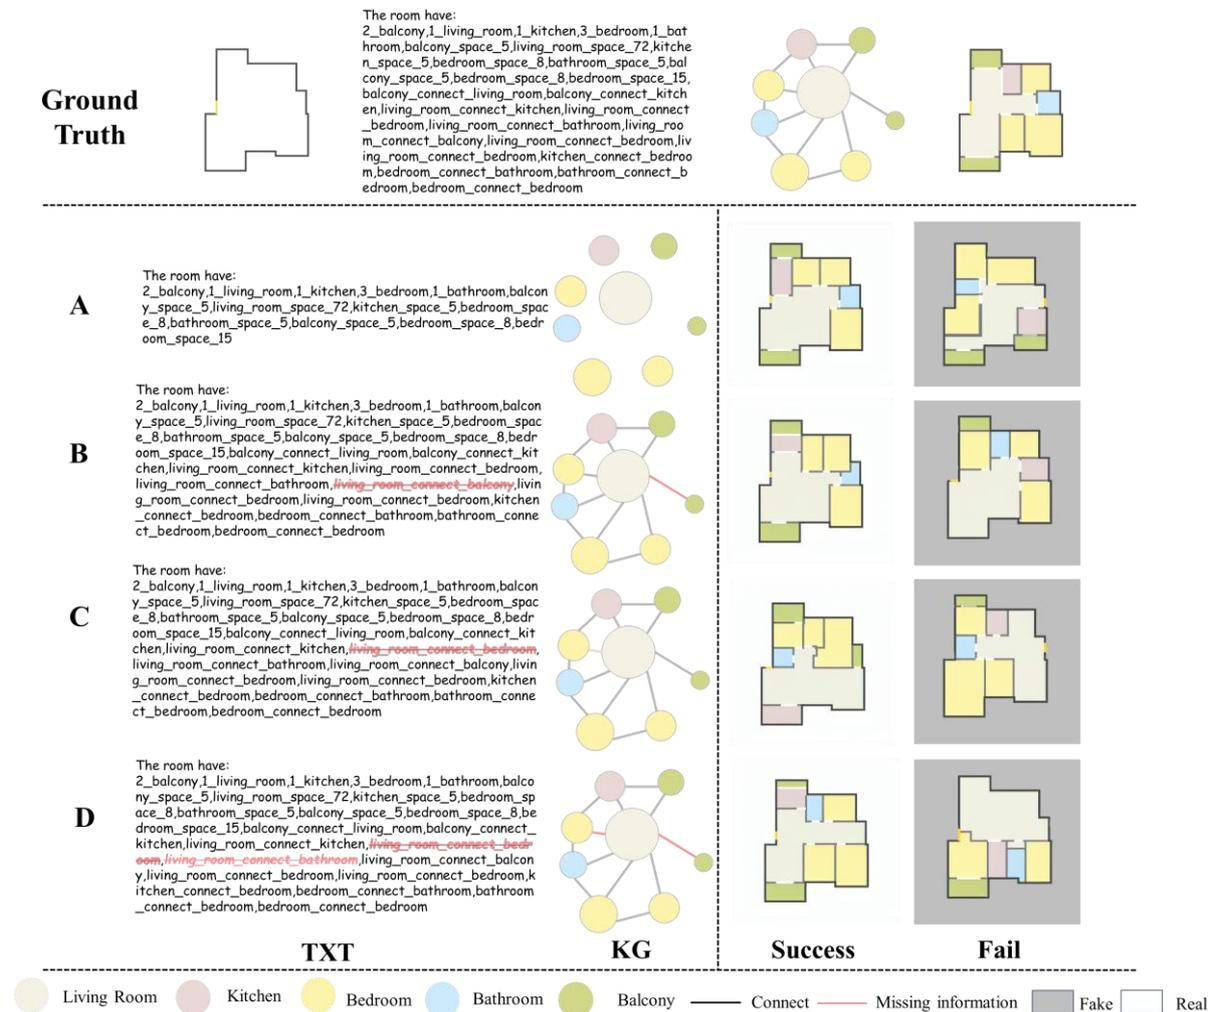 Ground
Truth
The room have:
2_balcony,1_living_room,1_kitchen,3_bedroom,1_bat
hroom,balcony_space_5,living_room_space_72,kitche
n_space_5,bedroom_space_8,bathroom_space_5,bal
cony_space_5,bedroom_space_8,bedroom_space_15,
balcony_connect_living_room,balcony_connect_kitch
en,living_room_connect_kitchen,living_room_connect
_bedroom,living_room_connect_bathroom,living_roo
m_connect_balcony,living_room_connect_bedroom,liv
ing_room_connect_bedroom,kitchen_connect_bedroo
m,bedroom_connect_bathroom,bathroom_connect_b
edroom,bedroom_connect_bedroom
A
The room have:
2_balcony,1_living_room,1_kitchen,3_bedroom,1_bathroom,balcon
y_space_5,living_room_space_72,kitchen_space_5,bedroom_spac
e_8,bathroom_space_5,balcony_space_5,bedroom_space_8,bedr
oom_space_15
B
The room have:
2_balcony,1_living_room,1_kitchen,3_bedroom,1_bathroom,balcon
y_space_5,living_room_space_72,kitchen_space_5,bedroom_spac
e_8,bathroom_space_5,balcony_space_5,bedroom_space_8,bedr
oom_space_15,balcony_connect_living_room,balcony_connect_kit
chen,living_room_connect_kitchen,living_room_connect_bedroom,
living_room_connect_bathroom,living_room_connect_balcony,livin
g_room_connect_bedroom,living_room_connect_bedroom,kitchen
_connect_bedroom,bedroom_connect_bathroom,bathroom_conne
ct_bedroom,bedroom_connect_bedroom
C
The room have:
2_balcony,1_living_room,1_kitchen,3_bedroom,1_bathroom,balcon
y_space_5,living_room_space_72,kitchen_space_5,bedroom_spac
e_8,bathroom_space_5,balcony_space_5,bedroom_space_8,bedr
oom_space_15,balcony_connect_living_room,balcony_connect_kit
chen,living_room_connect_kitchen,living_room_connect_bedroom,
living_room_connect_bathroom,living_room_connect_balcony,livin
g_room_connect_bedroom,living_room_connect_bedroom,kitchen
_connect_bedroom,bedroom_connect_bathroom,bathroom_conne
ct_bedroom,bedroom_connect_bedroom
D
The room have:
2_balcony,1_living_room,1_kitchen,3_bedroom,1_bathroom,balco
ny_space_5,living_room_space_72,kitchen_space_5,bedroom_sp
ace_8,bathroom_space_5,balcony_space_5,bedroom_space_8,be
droom_space_15,balcony_connect_living_room,balcony_connect_
kitchen,living_room_connect_kitchen,living_room_connect_bedr
oom,living_room_connect_bathroom,living_room_connect_balcon
y,living_room_connect_bedroom,living_room_connect_bedroom,k
itchen_connect_bedroom,bedroom_connect_bathroom,bathroom
_connect_bedroom,bedroom_connect_bedroom
TXT
KG
Success
Fail
Living Room
Kitchen
Bedroom
Bathroom
Balcony
Connect
Missing information
Fake
Real